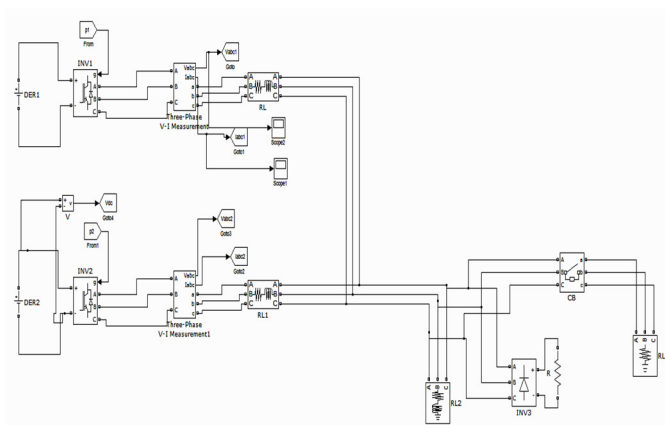 p1
From
INV1
g
+
A
B
-
C
DER1
A
Vabc
Iabc
B
a
b
C
c
Three-Phase
V-I Measurement
Vabc1
Goto
A A
B B
C C
RL
Iabc1
Goto1
Scope2
Scope1
+
-
v
V
Vdc
Goto4
p2
From1
INV2
g
+
A
B
-
C
DER2
A
Vabc
Iabc
B
a
b
C
c
Three-Phase
V-I Measurement1
Vabc2
Goto3
Iabc2
Goto2
A A
B B
C C
RL1
A B C
RL2
A
B
C
+
-
INV3
R
A a
B b
C c
CB
A B C
RL